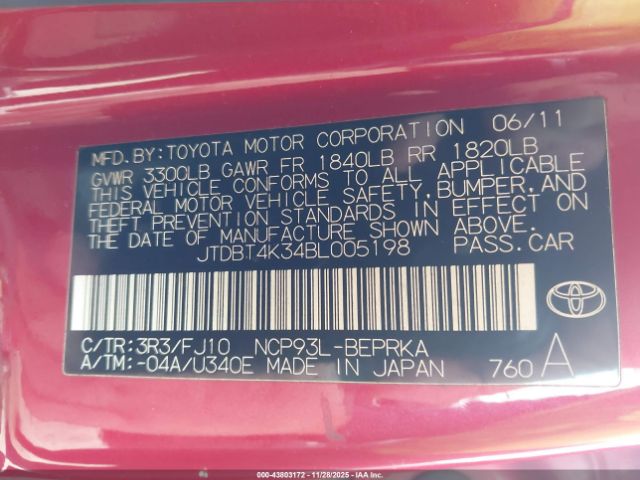 MFD. BY: TOYOTA MOTOR CORPORATION 06/11
GVWR 3300LB GAWR FR 1840LB RR 1820LB
THIS VEHICLE CONFORMS TO ALL APPLICABLE
FEDERAL MOTOR VEHICLE SAFETY, BUMPER, AND
THEFT PREVENTION STANDARDS IN EFFECT ON
THE DATE OF MANUFACTURE SHOWN ABOVE.
JTDBT4K34BL005198 PASS. CAR
C/TR: 3R3/FJ10 NCP93L-BEPRKA
A/TM: -04A/U340E MADE IN JAPAN 760 A
000-43803172 | 11/28/2025 - IAA Inc.